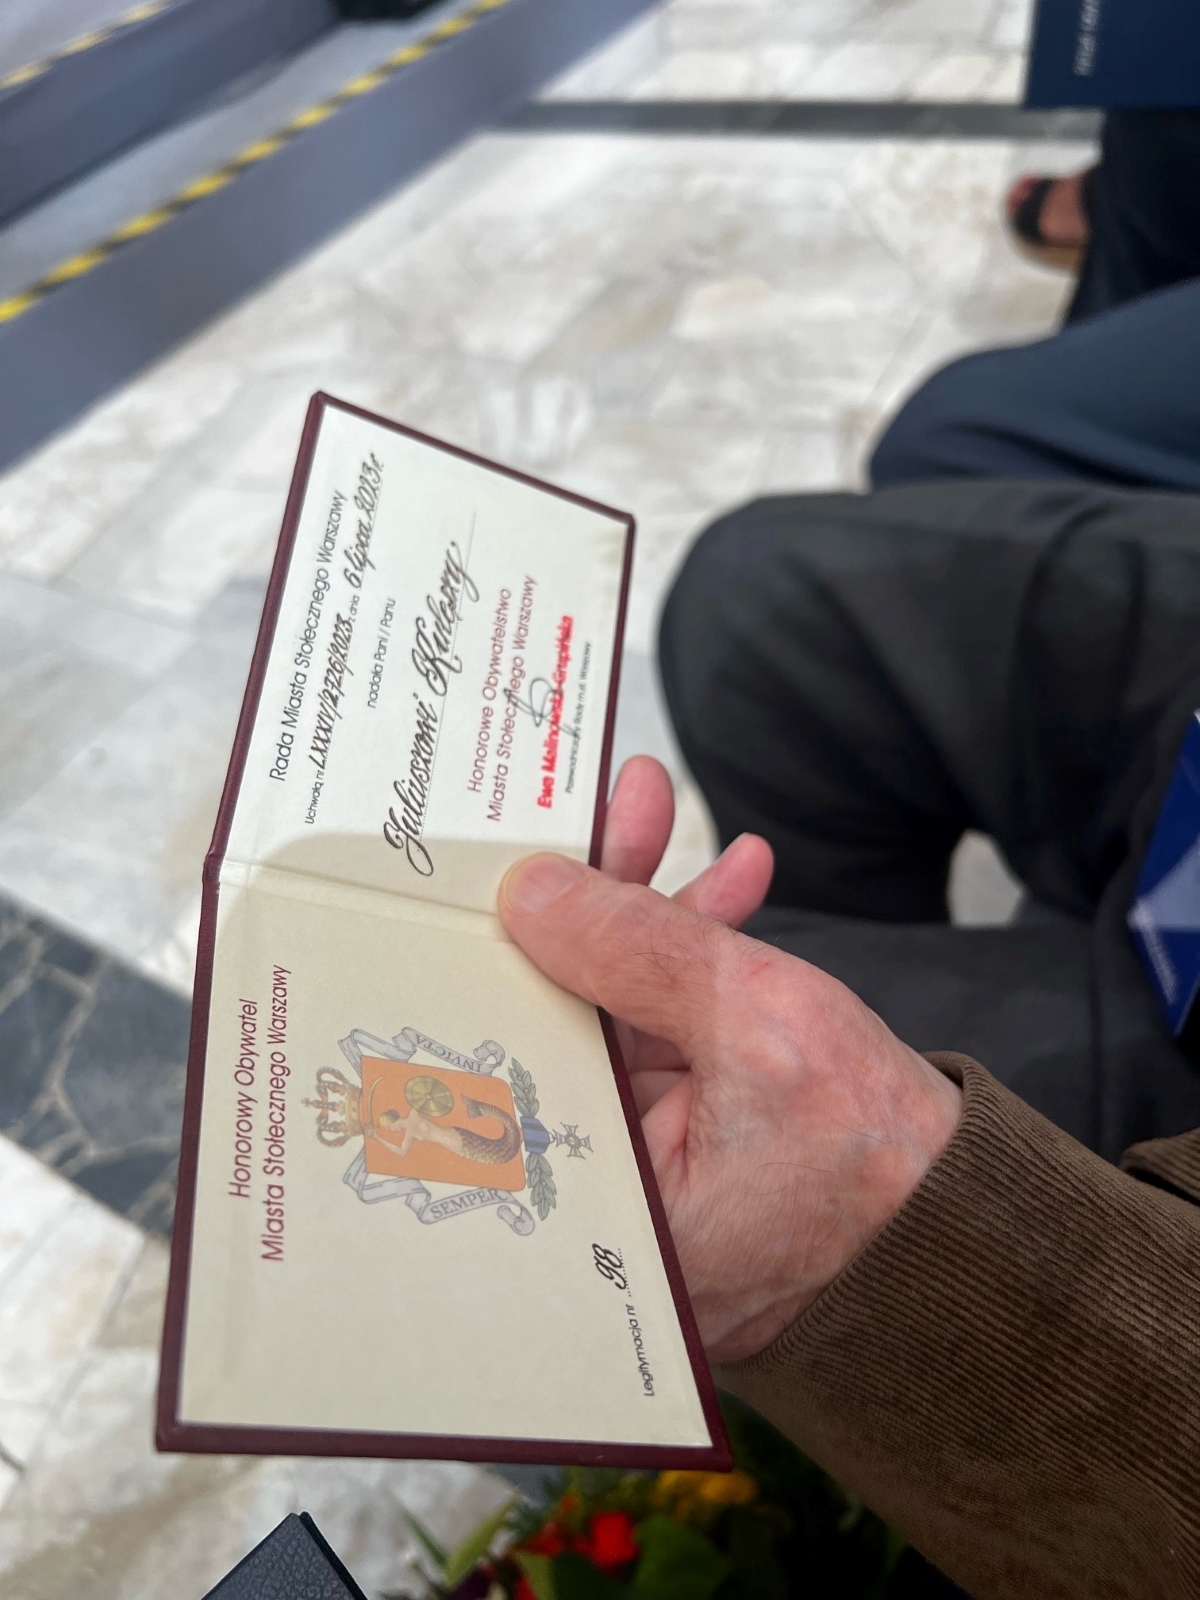 Honorowy Obywatel
Miasta Stołecznego Warszawy
INVICTA
SEMPER
Legitymacja nr 98
Rada Miasta Stołecznego Warszawy
Uchwałą nr LXXXIV/2726/2023 z dnia 6 lipca 2023 r.
nadała Pani / Panu
Juliuszowi Kuleszy
Honorowe Obywatelstwo
Miasta Stołecznego Warszawy
Ewa Malinowska-Grupińska
Przewodnicząca Rady m.st. Warszawy